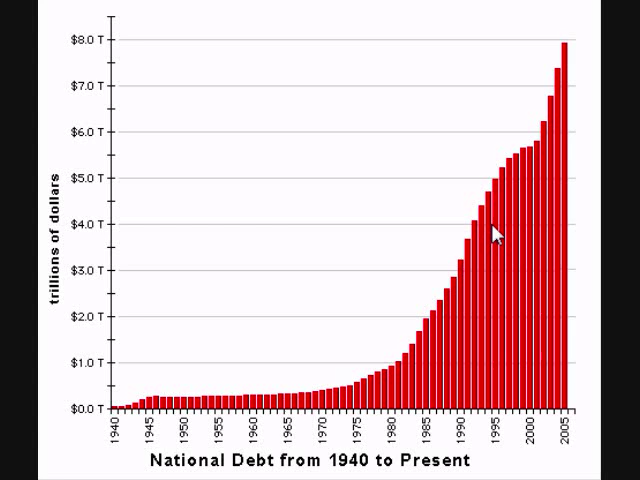 $8.0 T
$7.0 T
$6.0 T
$5.0 T
$4.0 T
$3.0 T
$2.0 T
$1.0 T
$0.0 T
trillions of dollars
1940
1945
1950
1955
1960
1965
1970
1975
1980
1985
1990
1995
2000
2005
National Debt from 1940 to Present